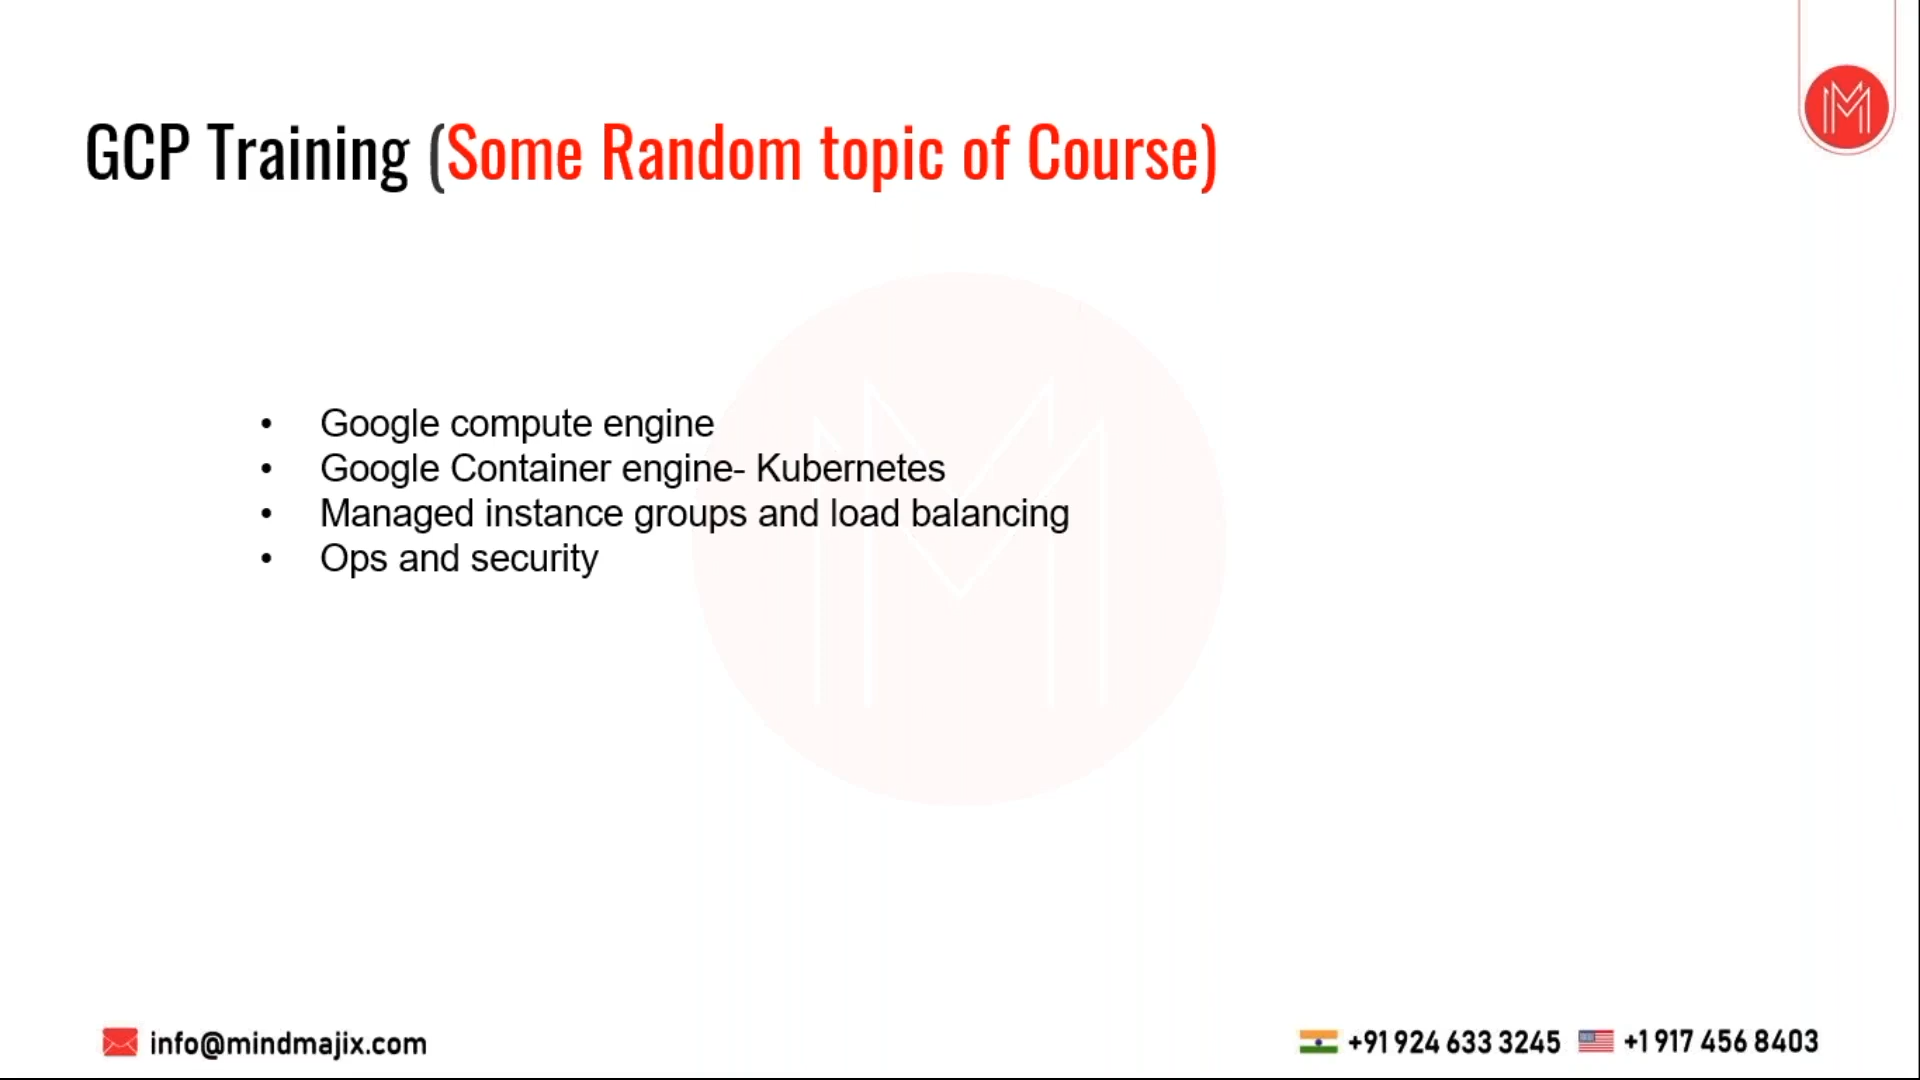 GCP Training (Some Random topic of Course)
• Google compute engine
• Google Container engine- Kubernetes
• Managed instance groups and load balancing
• Ops and security
info@mindmajix.com
+91 924 633 3245
+1 917 456 8403